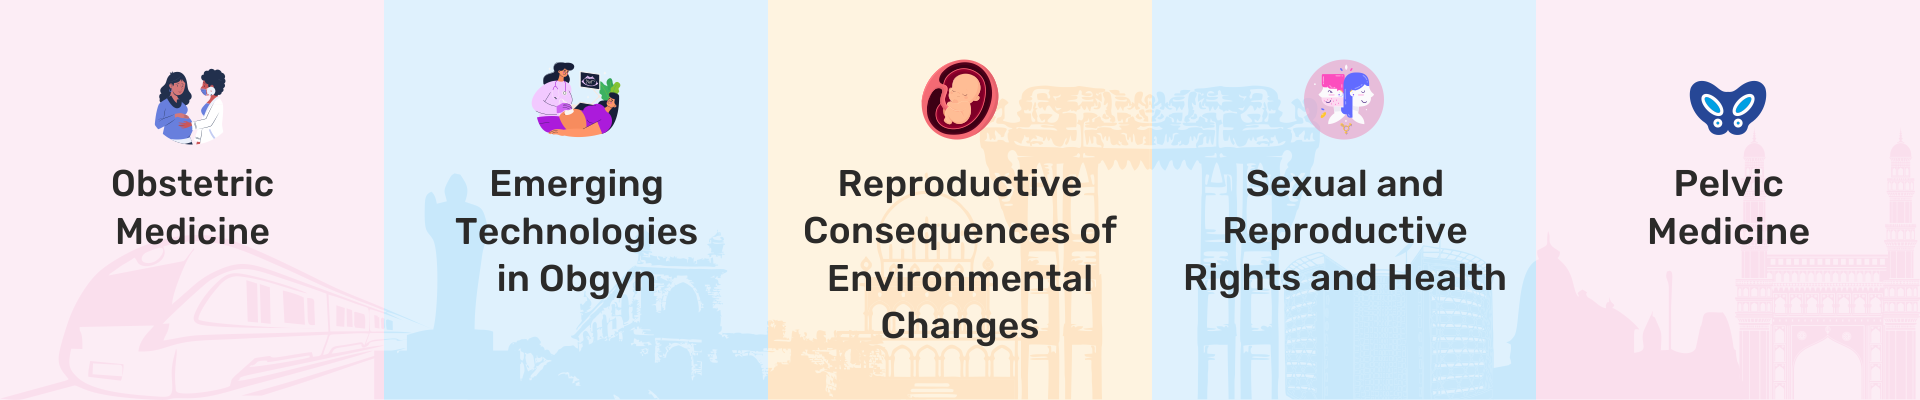 Obstetric
Medicine
Emerging
Technologies
in Obgyn
Reproductive
Consequences of
Environmental
Changes
Sexual and
Reproductive
Rights and Health
Pelvic
Medicine